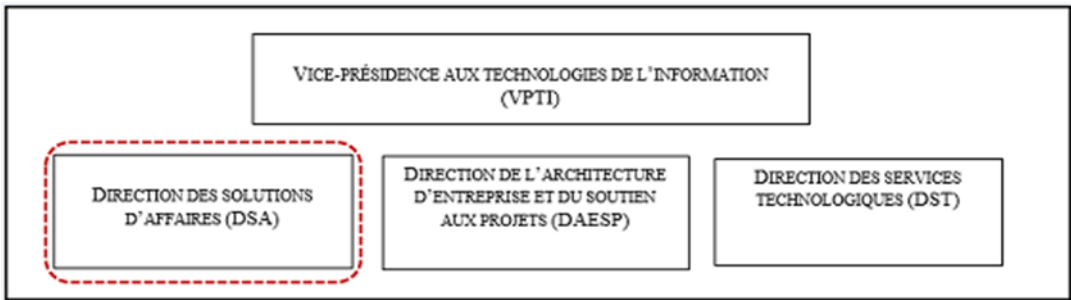 VICE-PRÉSIDENCE AUX TECHNOLOGIES DE L'INFORMATION
(VPTI)
DIRECTION DES SOLUTIONS
D'AFFAIRES (DSA)
DIRECTION DE L'ARCHITECTURE
D'ENTREPRISE ET DU SOUTIEN
AUX PROJETS (DAESP)
DIRECTION DES SERVICES
TECHNOLOGIQUES (DST)